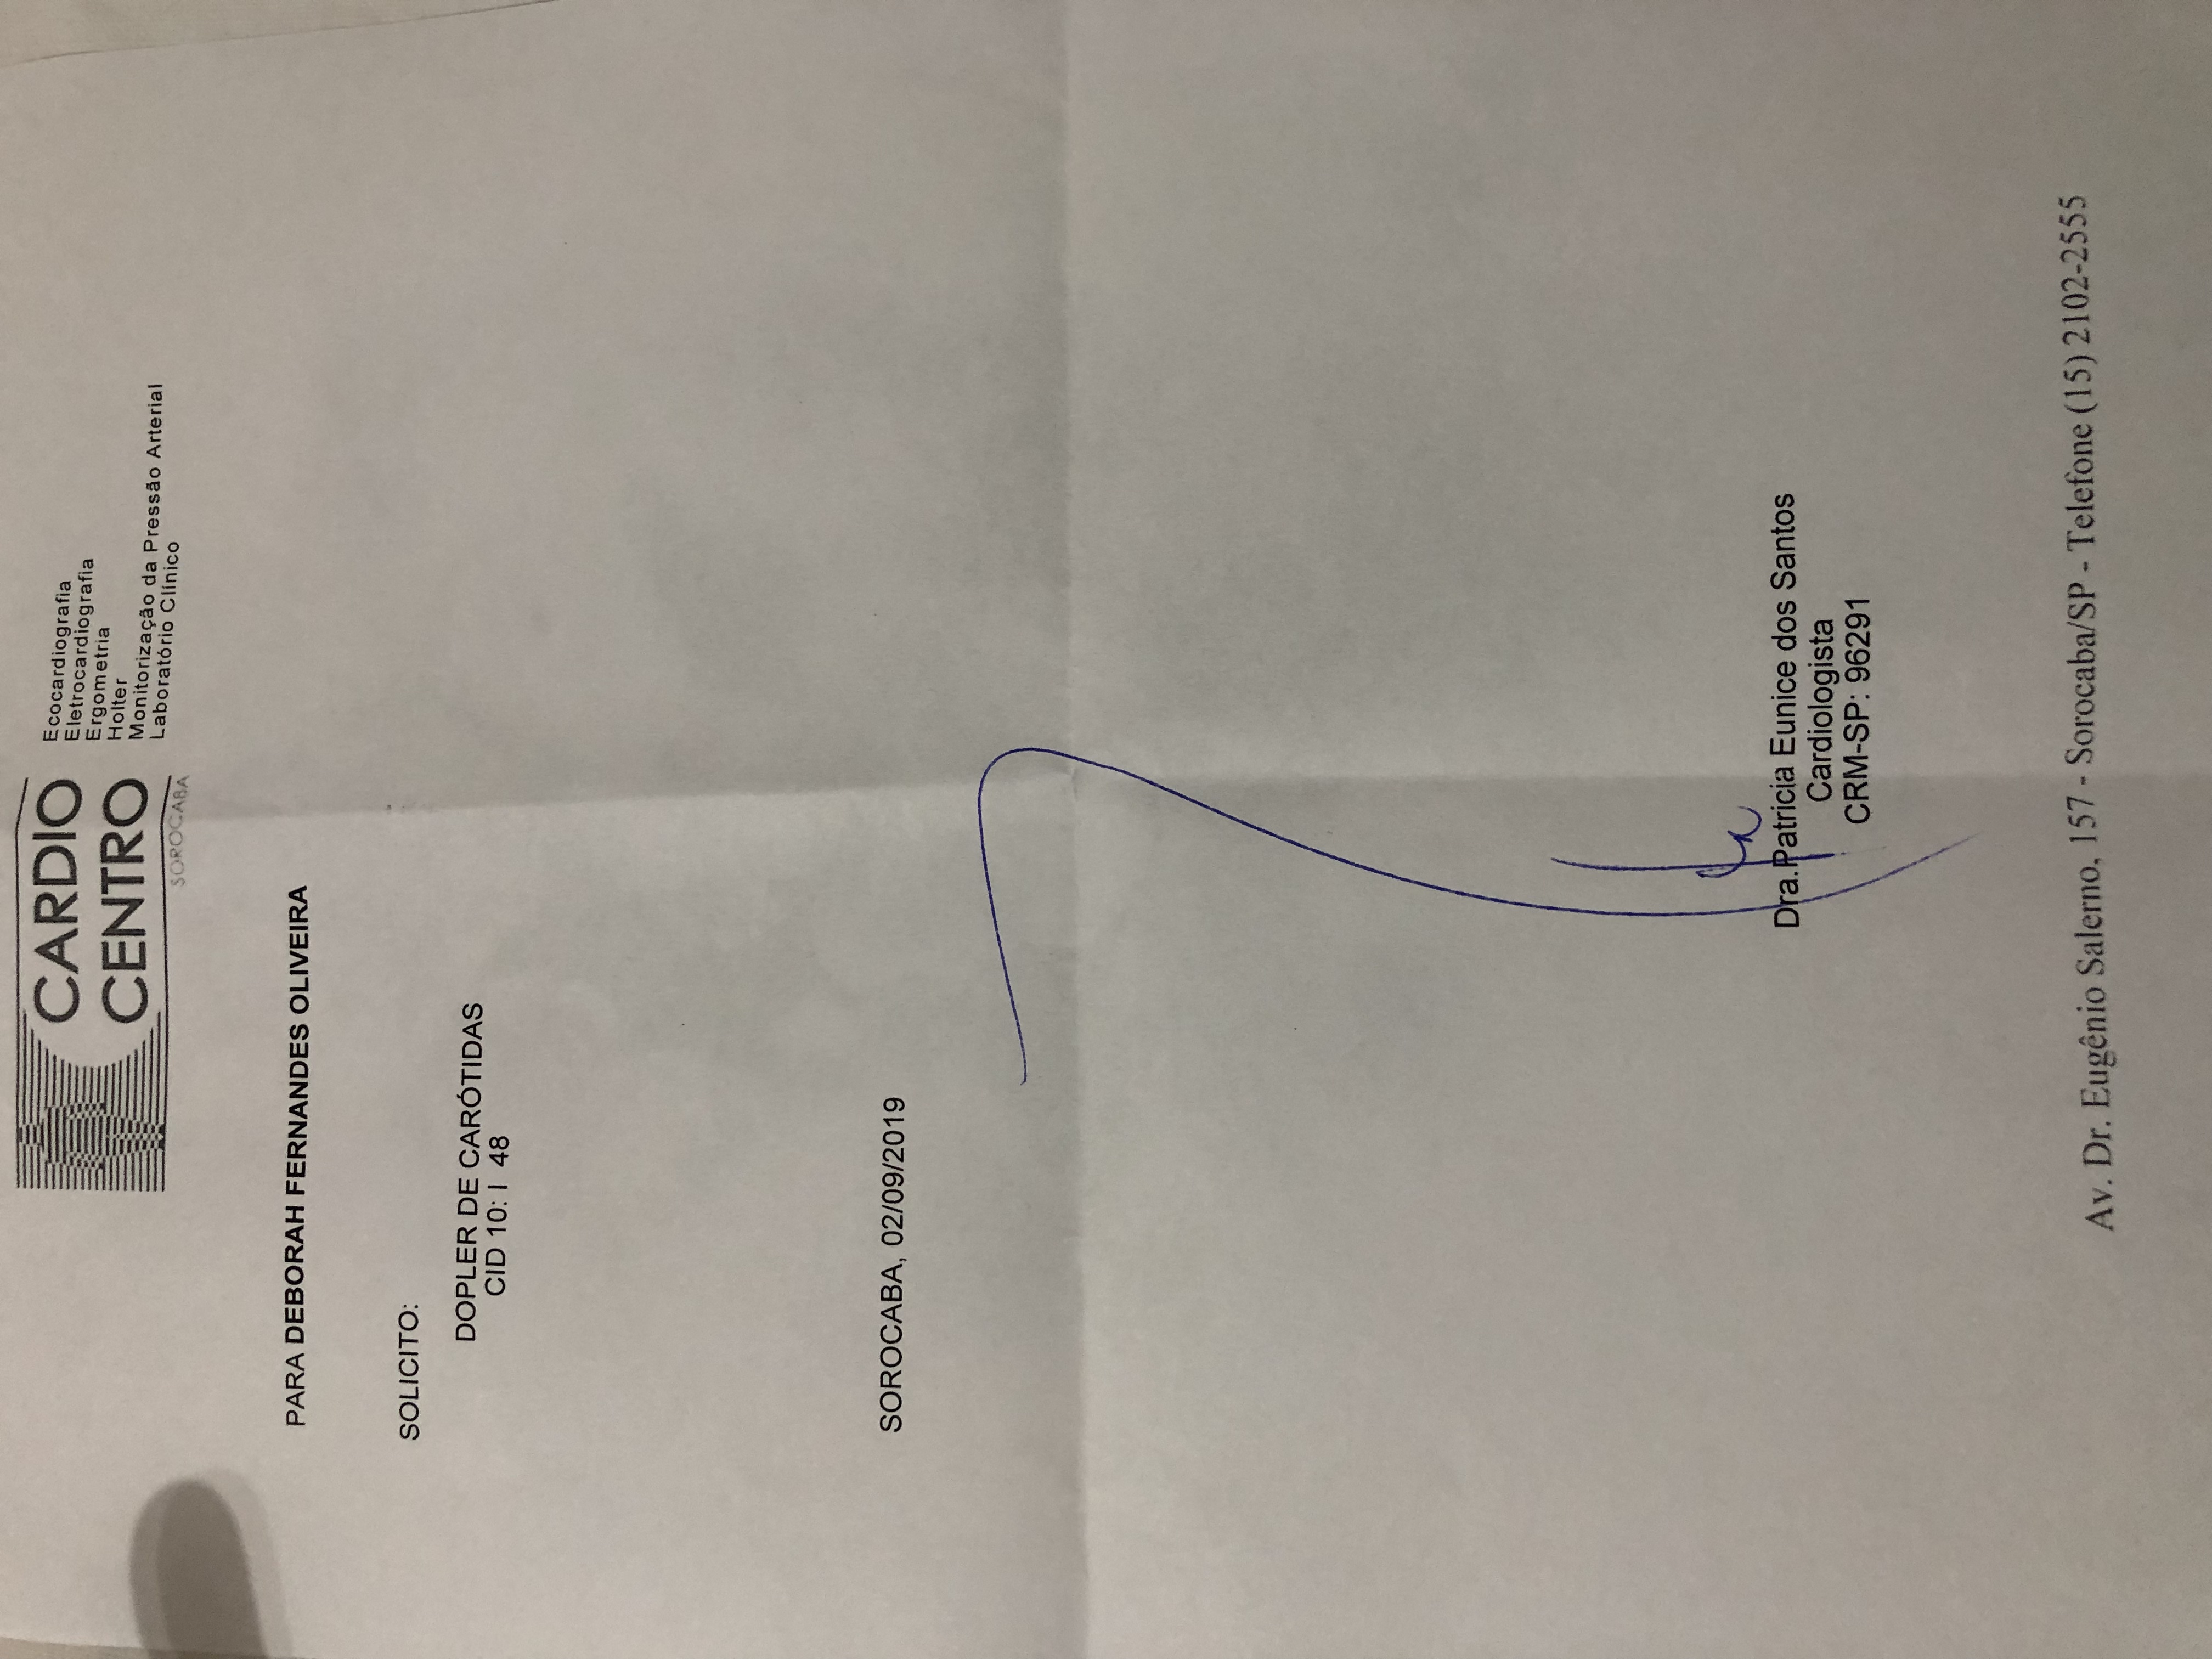 CARDIO
CENTRO
SOROCABA
Ecocardiografia
Eletrocardiografia
Ergometria
Holter
Monitorização da Pressão Arterial
Laboratório Clínico
PARA DEBORAH FERNANDES OLIVEIRA
SOLICITO:
DOPLER DE CARÓTIDAS
CID 10: I 48
SOROCABA, 02/09/2019
Dra.Patricia Eunice dos Santos
Cardiologista
CRM-SP: 96291
Av. Dr. Eugênio Salerno, 157 - Sorocaba/SP - Telefone (15) 2102-2555